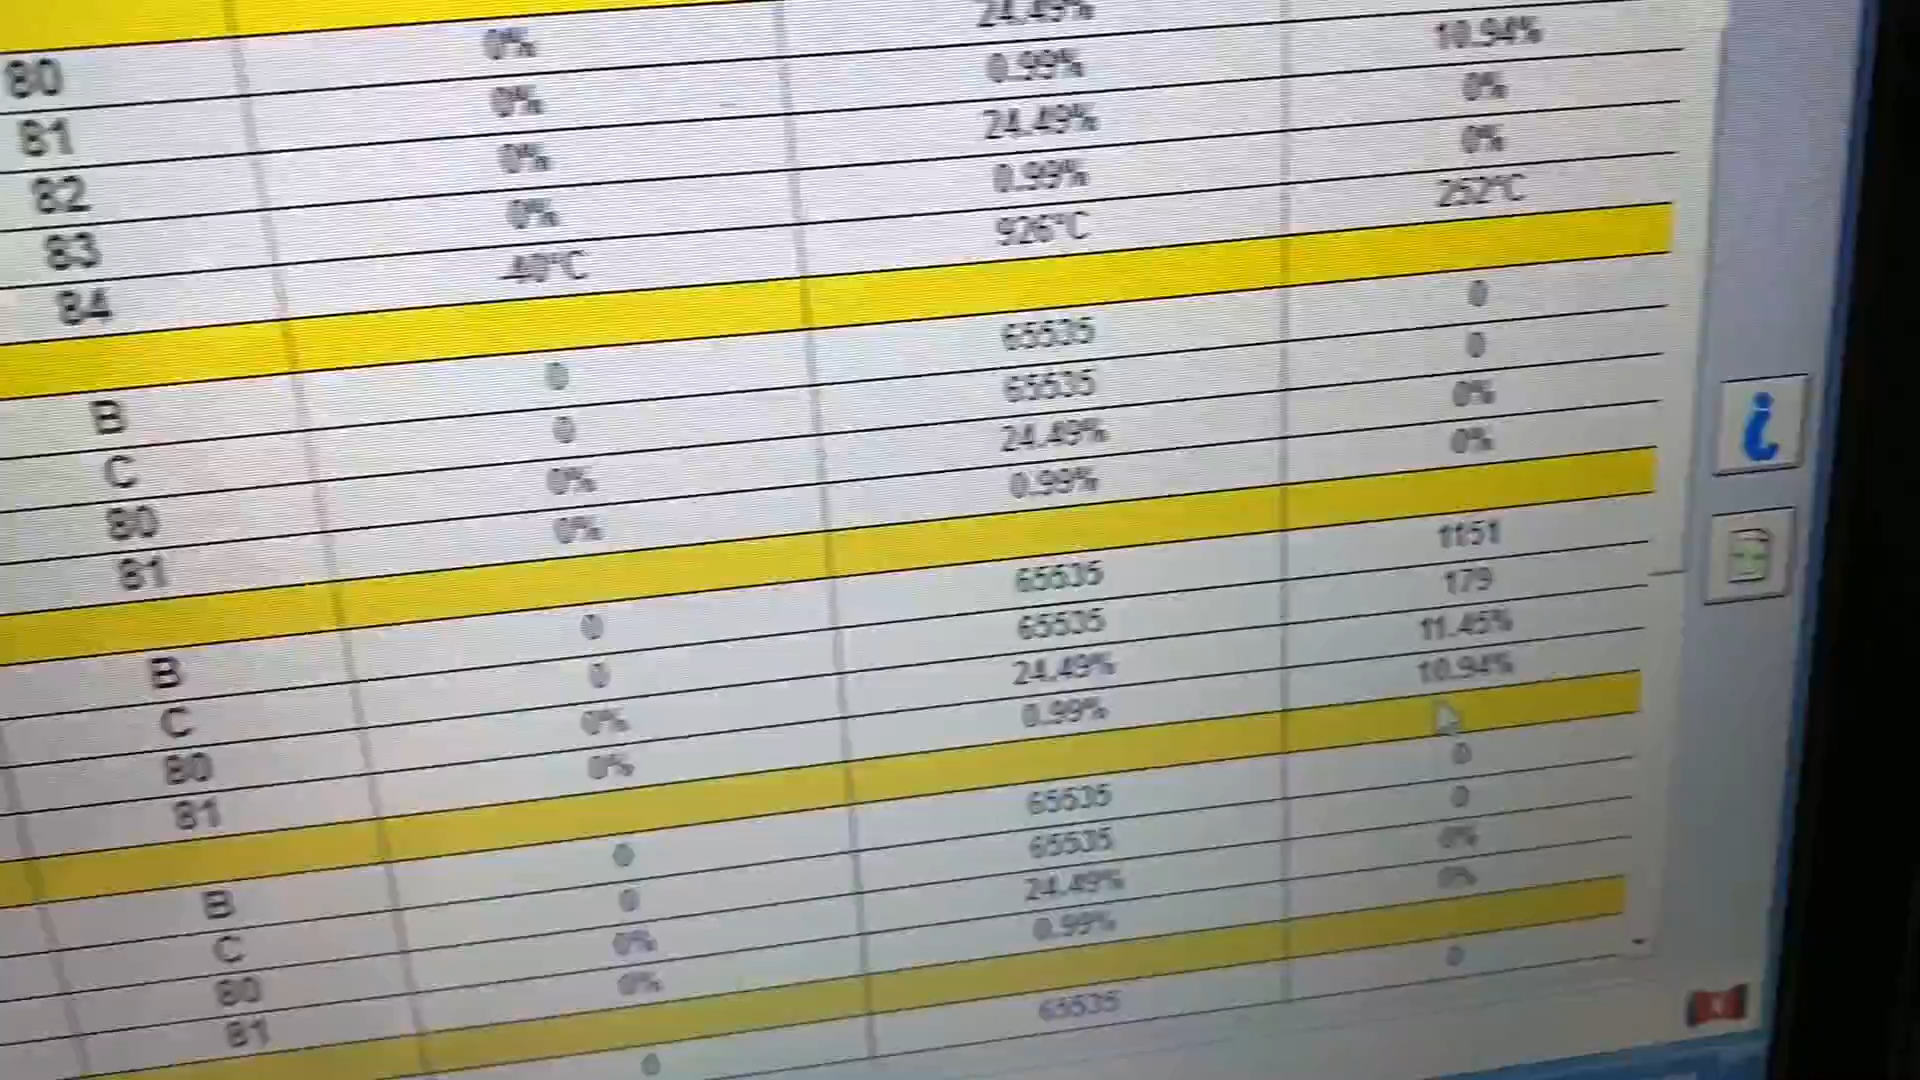 80 0% 24.49%
81 0% 0.99% 10.94%
82 0% 24.49% 0%
83 0% 0.99% 0%
84 -40°C 926°C 252°C
B 0 65535 0
C 0 65535 0
80 0% 24.49% 0%
81 0% 0.99% 0%
B 0 65535 1151
C 0 65535 179
80 0% 24.49% 11.45%
81 0% 0.99% 10.94%
B 0 65535 0
C 0 65535 0
80 0% 24.49% 0%
81 0% 0.99% 0%
0 65535 0
i